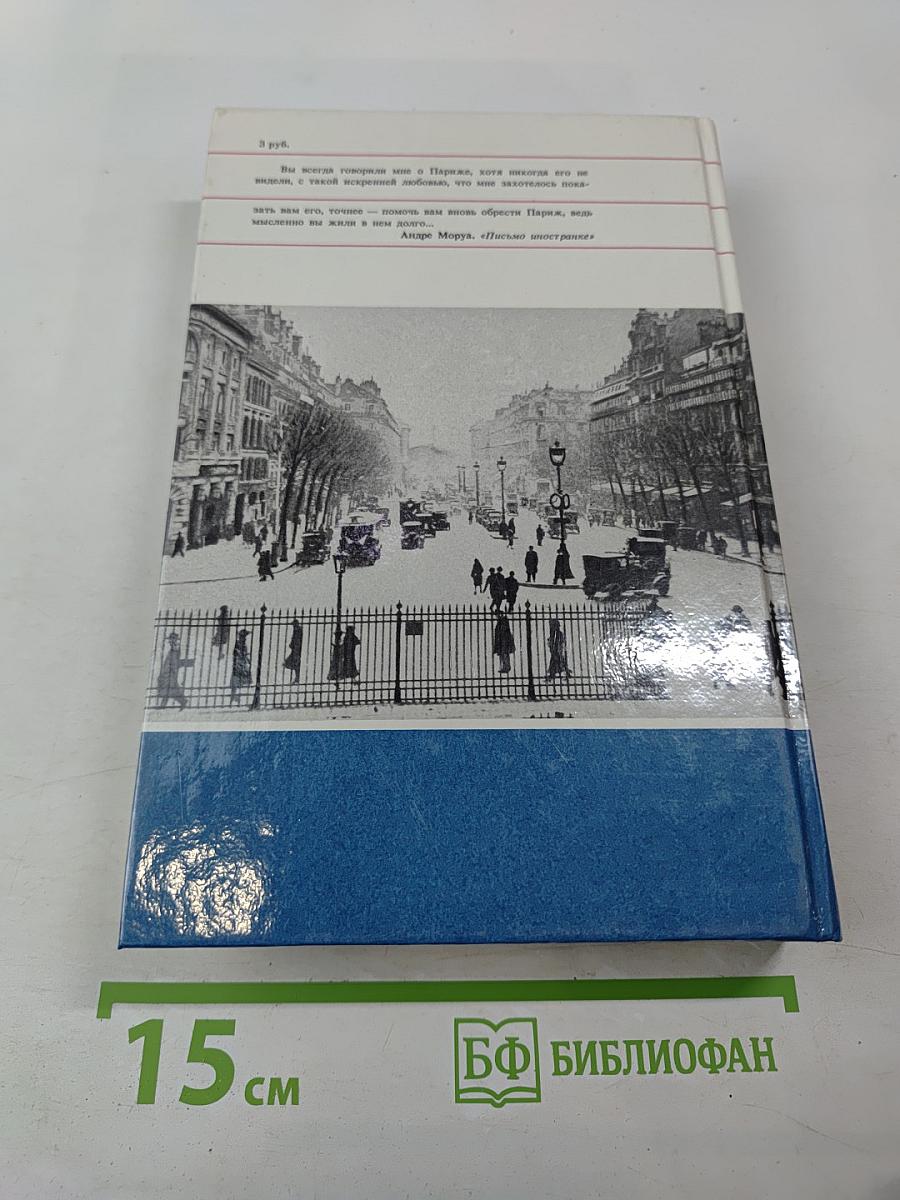 3 руб.
Вы всегда говорили мне о Париже, хотя никогда его не
видели, с такой искренней любовью, что мне захотелось пока-
зать вам его, точнее — помочь вам вновь обрести Париж, ведь
мысленно вы жили в нем долго...
Андре Моруа. «Письмо иностранке»
15 см
БФ БИБЛИОФАН